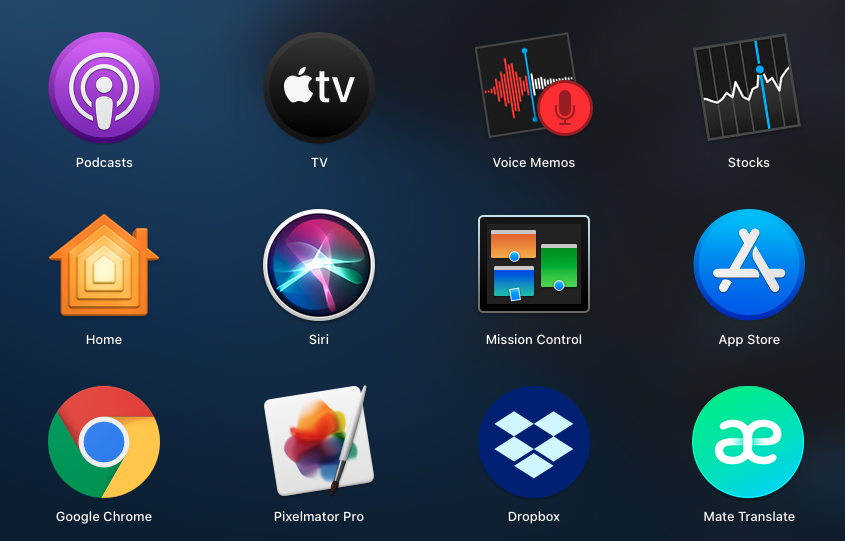 tv
Podcasts
TV
Voice Memos
Stocks
Home
Siri
Mission Control
App Store
æ
Google Chrome
Pixelmator Pro
Dropbox
Mate Translate